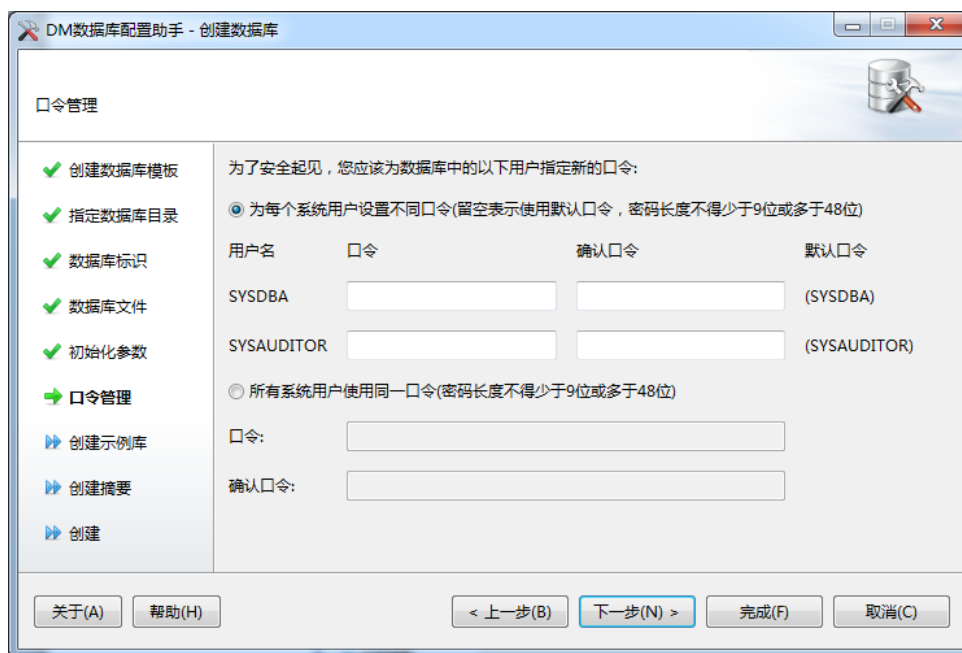 DM数据库配置助手 - 创建数据库
口令管理
创建数据库模板
指定数据库目录
数据库标识
数据库文件
初始化参数
口令管理
创建示例库
创建摘要
创建
为了安全起见，您应该为数据库中的以下用户指定新的口令:
为每个系统用户设置不同口令(留空表示使用默认口令，密码长度不得少于9位或多于48位)
用户名 口令 确认口令 默认口令
SYSDBA (SYSDBA)
SYSAUDITOR (SYSAUDITOR)
所有系统用户使用同一口令(密码长度不得少于9位或多于48位)
口令:
确认口令:
关于(A) 帮助(H) < 上一步(B) 下一步(N) > 完成(F) 取消(C)